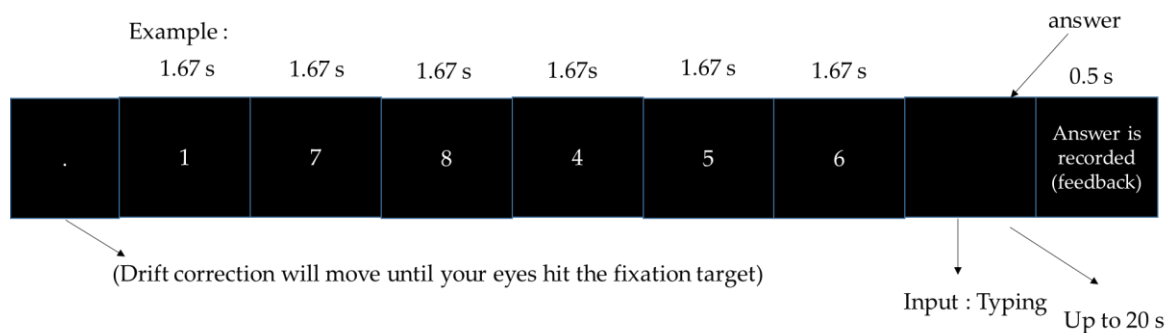 answer
Example :
1.67 s 1.67 s 1.67 s 1.67s 1.67 s 1.67 s 0.5 s
. 1 7 8 4 5 6
Answer is
recorded
(feedback)
(Drift correction will move until your eyes hit the fixation target)
Input : Typing
Up to 20 s